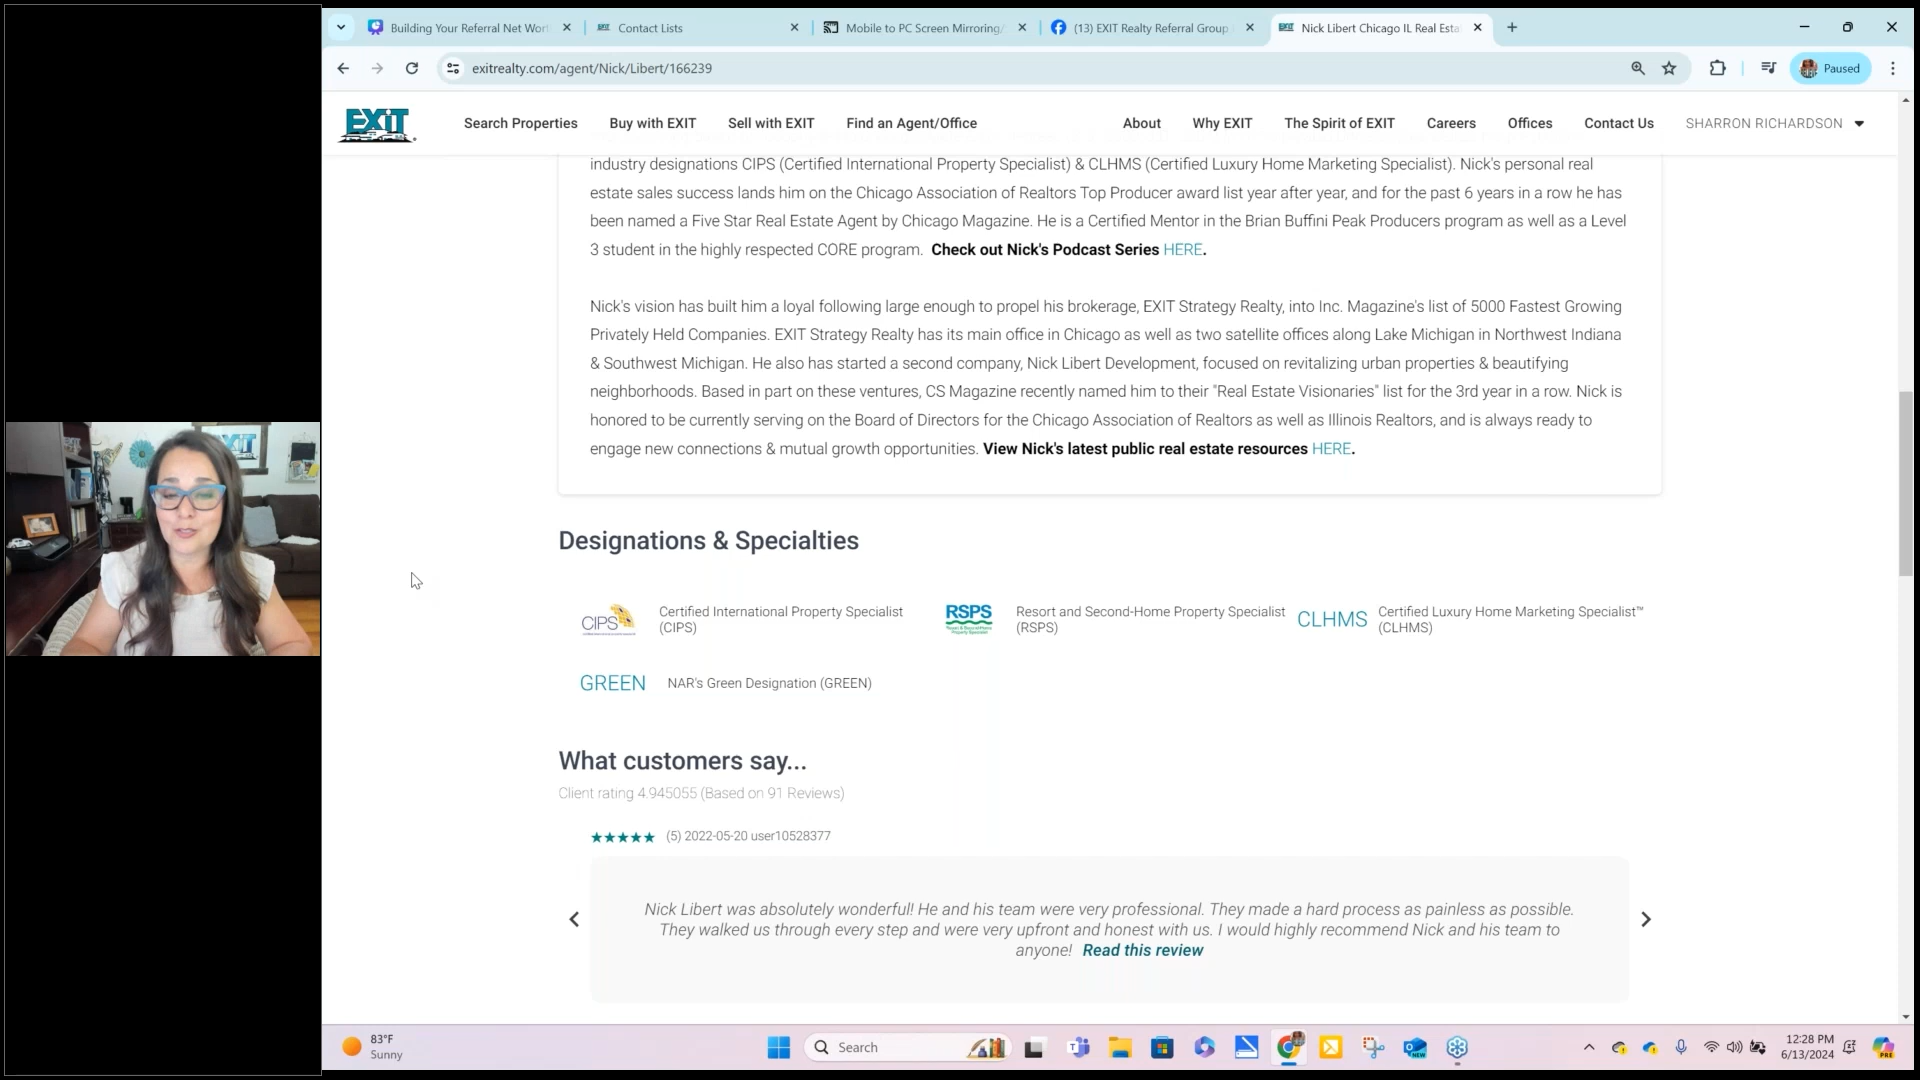 Building Your Referral Net Wort
Contact Lists
Mobile to PC Screen Mirroring/
(13) EXIT Realty Referral Group
Nick Libert Chicago IL Real Esta
exitrealty.com/agent/Nick/Libert/166239
Paused
EXIT
Search Properties
Buy with EXIT
Sell with EXIT
Find an Agent/Office
About
Why EXIT
The Spirit of EXIT
Careers
Offices
Contact Us
SHARRON RICHARDSON
industry designations CIPS (Certified International Property Specialist) & CLHMS (Certified Luxury Home Marketing Specialist). Nick's personal real
estate sales success lands him on the Chicago Association of Realtors Top Producer award list year after year, and for the past 6 years in a row he has
been named a Five Star Real Estate Agent by Chicago Magazine. He is a Certified Mentor in the Brian Buffini Peak Producers program as well as a Level
3 student in the highly respected CORE program. Check out Nick's Podcast Series HERE.
Nick's vision has built him a loyal following large enough to propel his brokerage, EXIT Strategy Realty, into Inc. Magazine's list of 5000 Fastest Growing
Privately Held Companies. EXIT Strategy Realty has its main office in Chicago as well as two satellite offices along Lake Michigan in Northwest Indiana
& Southwest Michigan. He also has started a second company, Nick Libert Development, focused on revitalizing urban properties & beautifying
neighborhoods. Based in part on these ventures, CS Magazine recently named him to their "Real Estate Visionaries" list for the 3rd year in a row. Nick is
honored to be currently serving on the Board of Directors for the Chicago Association of Realtors as well as Illinois Realtors, and is always ready to
engage new connections & mutual growth opportunities. View Nick's latest public real estate resources HERE.
Designations & Specialties
CIPS
Certified International Property Specialist
(CIPS)
RSPS
Resort and Second-Home Property Specialist
(RSPS)
CLHMS
Certified Luxury Home Marketing Specialist™
(CLHMS)
GREEN
NAR's Green Designation (GREEN)
What customers say...
Client rating 4.945055 (Based on 91 Reviews)
(5) 2022-05-20 user10528377
Nick Libert was absolutely wonderful! He and his team were very professional. They made a hard process as painless as possible.
They walked us through every step and were very upfront and honest with us. I would highly recommend Nick and his team to
anyone! Read this review
83°F
Sunny
Search
12:28 PM
6/13/2024